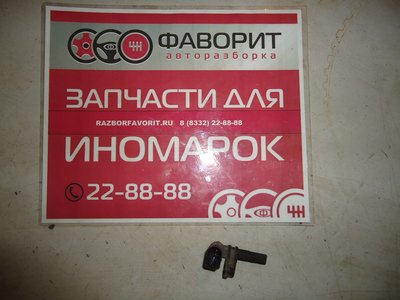 ФАВОРИТ
авторазборка
ЗАПЧАСТИ ДЛЯ
RAZBORFAVORIT.RU 8 (8332) 22-88-88
ИНОМАРОК
22-88-88